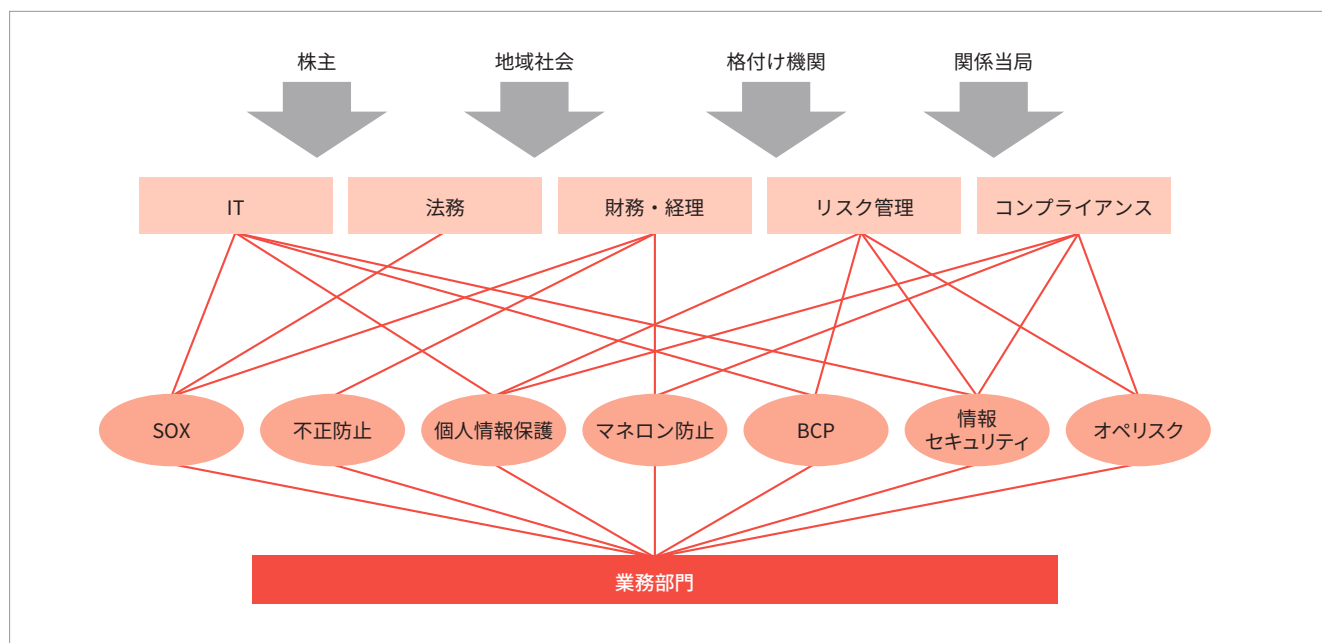 株主
地域社会
格付け機関
関係当局
IT
法務
財務・経理
リスク管理
コンプライアンス
SOX
不正防止
個人情報保護
マネロン防止
BCP
情報
セキュリティ
オペリスク
業務部門